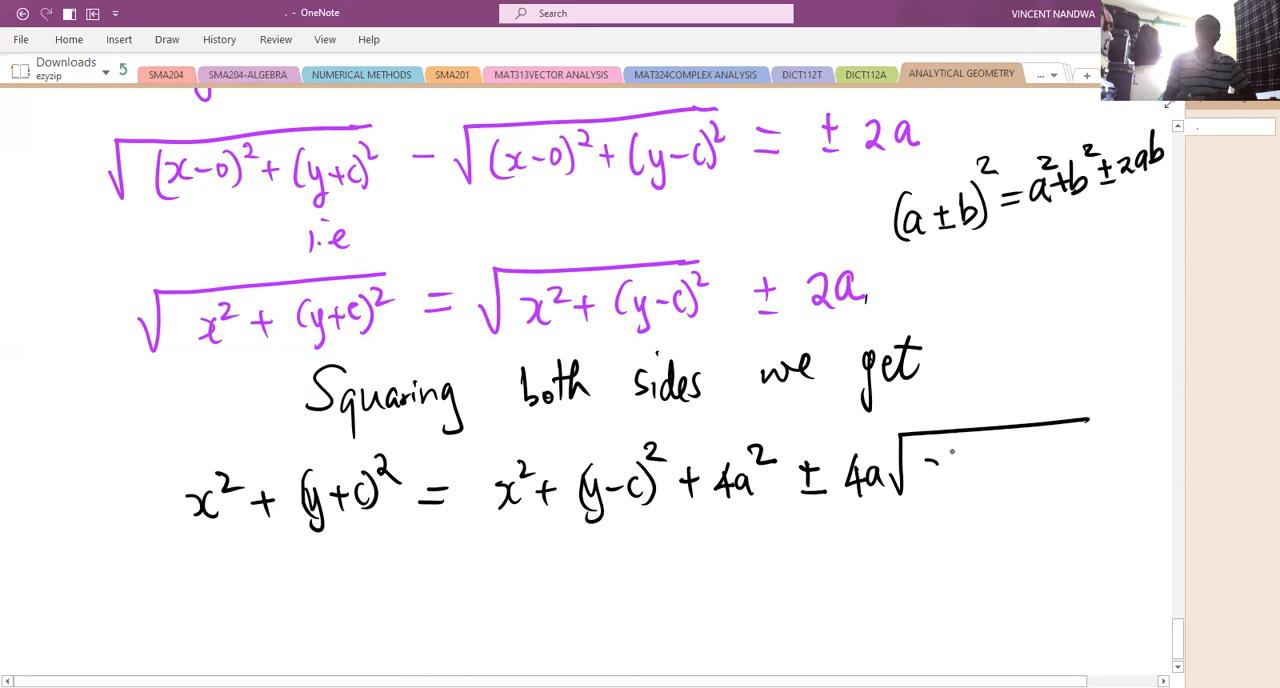 . - OneNote
Search
VINCENT NANDWA
File Home Insert Draw History Review View Help
Downloads
ezyzip
SMA204 SMA204-ALGEBRA NUMERICAL METHODS SMA201 MAT313VECTOR ANALYSIS MAT324COMPLEX ANALYSIS DICT112T DICT112A ANALYTICAL GEOMETRY ... +
√((x-0)²+(y+c)²) - √((x-0)²+(y-c)²) = ± 2a
(a±b)² = a²+b²±2ab
i.e
√(x²+(y+c)²) = √(x²+(y-c)²) ± 2a,
Squaring both sides we get
x²+(y+c)² = x²+(y-c)²+4a² ± 4a√